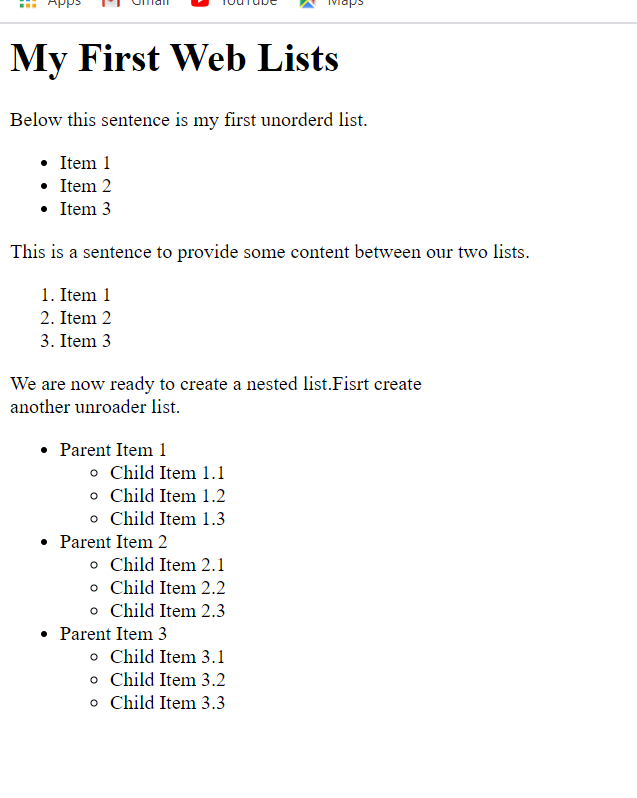 Apps Gmail YouTube Maps
My First Web Lists
Below this sentence is my first unorderd list.
• Item 1
• Item 2
• Item 3
This is a sentence to provide some content between our two lists.
1. Item 1
2. Item 2
3. Item 3
We are now ready to create a nested list.Fisrt create
another unroader list.
• Parent Item 1
◦ Child Item 1.1
◦ Child Item 1.2
◦ Child Item 1.3
• Parent Item 2
◦ Child Item 2.1
◦ Child Item 2.2
◦ Child Item 2.3
• Parent Item 3
◦ Child Item 3.1
◦ Child Item 3.2
◦ Child Item 3.3